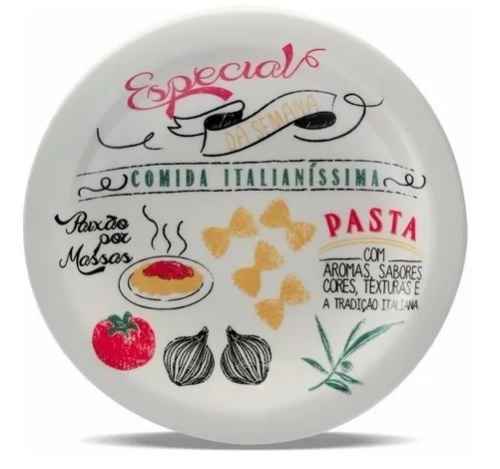 Especial
DA SEMANA
COMIDA ITALIANÍSSIMA
Paixão
por
Massas
PASTA
COM
AROMAS, SABORES
CORES, TEXTURAS E
A TRADIÇÃO ITALIANA